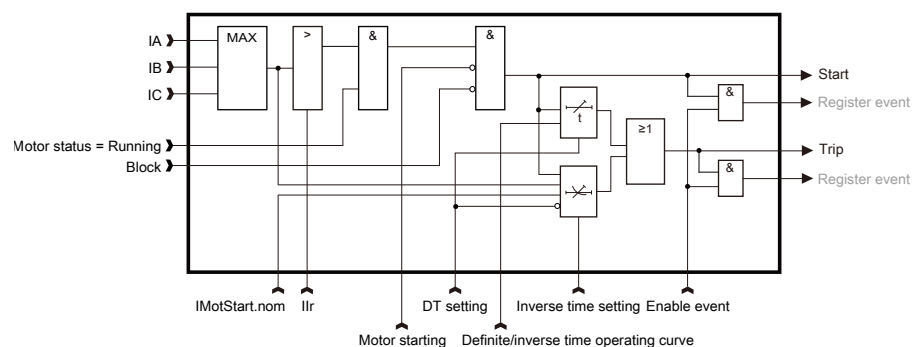 IA
IB
IC
MAX
>
&
&
Start
&
Register event
Motor status = Running
Block
t
≥1
Trip
&
Register event
IMotStart.nom
IIr
DT setting
Inverse time setting
Enable event
Motor starting
Definite/inverse time operating curve